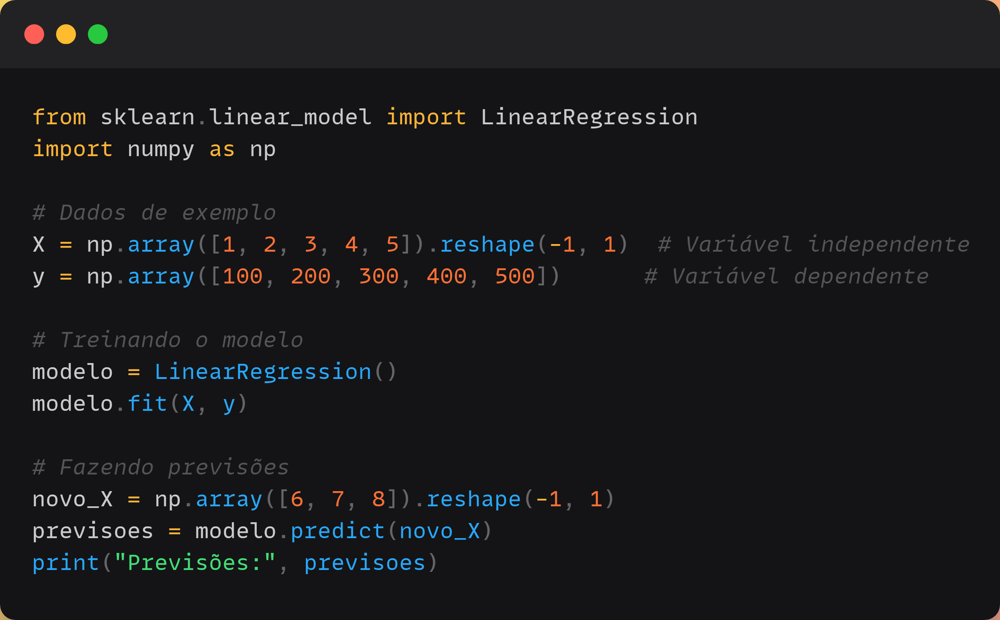 from sklearn.linear_model import LinearRegression
import numpy as np
# Dados de exemplo
X = np.array([1, 2, 3, 4, 5]).reshape(-1, 1)  # Variável independente
y = np.array([100, 200, 300, 400, 500])      # Variável dependente
# Treinando o modelo
modelo = LinearRegression()
modelo.fit(X, y)
# Fazendo previsões
novo_X = np.array([6, 7, 8]).reshape(-1, 1)
previsoes = modelo.predict(novo_X)
print("Previsões:", previsoes)